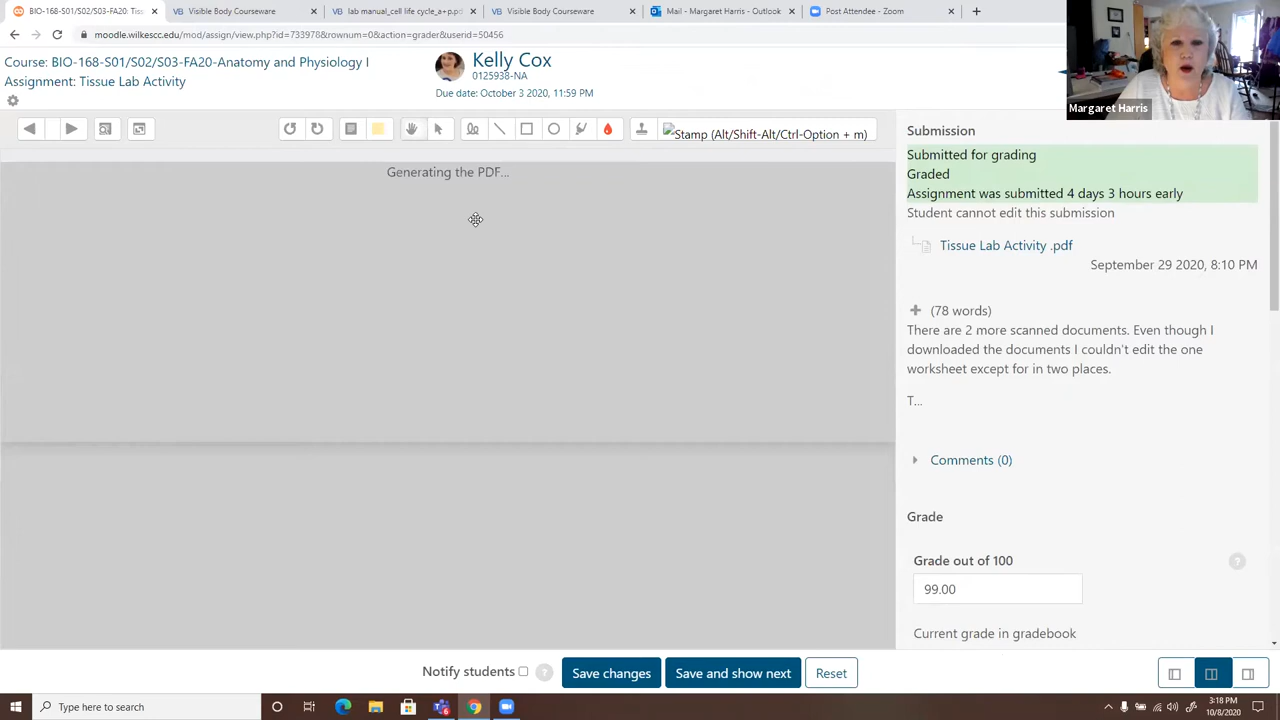 BIO-168-S01/S02/S03-FA20: Tiss
Visible Body Courseware
lab manual_cell life cycle_a+p.pd
Visible Body Courseware
Mail - Margaret Harris - Outlook
Post Attendee - Zoom
moodle.wilkescc.edu/mod/assign/view.php?id=733978&rownum=0&action=grader&userid=50456
Course: BIO-168-S01/S02/S03-FA20-Anatomy and Physiology I
Assignment: Tissue Lab Activity
Kelly Cox
0125938-NA
Due date: October 3 2020, 11:59 PM
Margaret Harris
Stamp (Alt/Shift-Alt/Ctrl-Option + m)
Generating the PDF...
Submission
Submitted for grading
Graded
Assignment was submitted 4 days 3 hours early
Student cannot edit this submission
Tissue Lab Activity .pdf
September 29 2020, 8:10 PM
(78 words)
There are 2 more scanned documents. Even though I
downloaded the documents I couldn't edit the one
worksheet except for in two places.
T...
Comments (0)
Grade
Grade out of 100
99.00
Current grade in gradebook
Notify students
Save changes
Save and show next
Reset
Type here to search
3:18 PM
10/8/2020